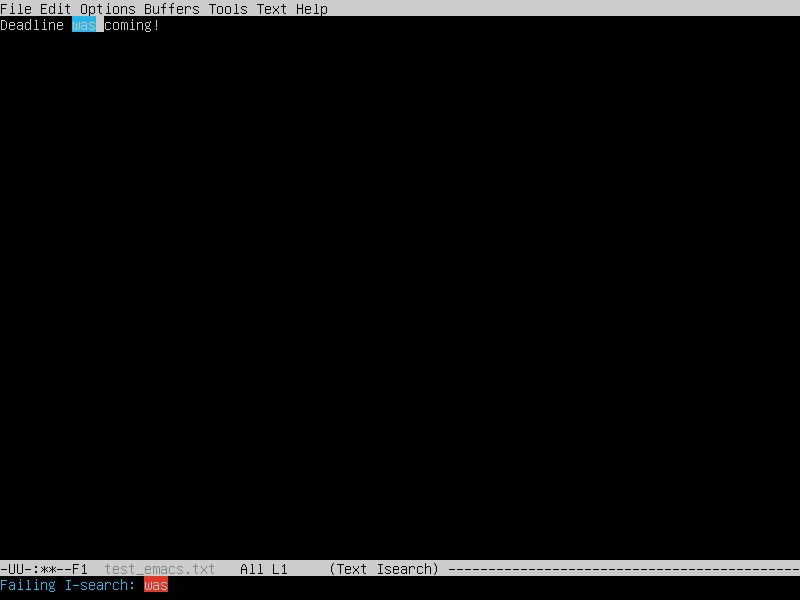 File Edit Options Buffers Tools Text Help
Deadline was coming!
-UU-:**--F1  test_emacs.txt   All L1     (Text Isearch) --------------------------------------------
Failing I-search: was